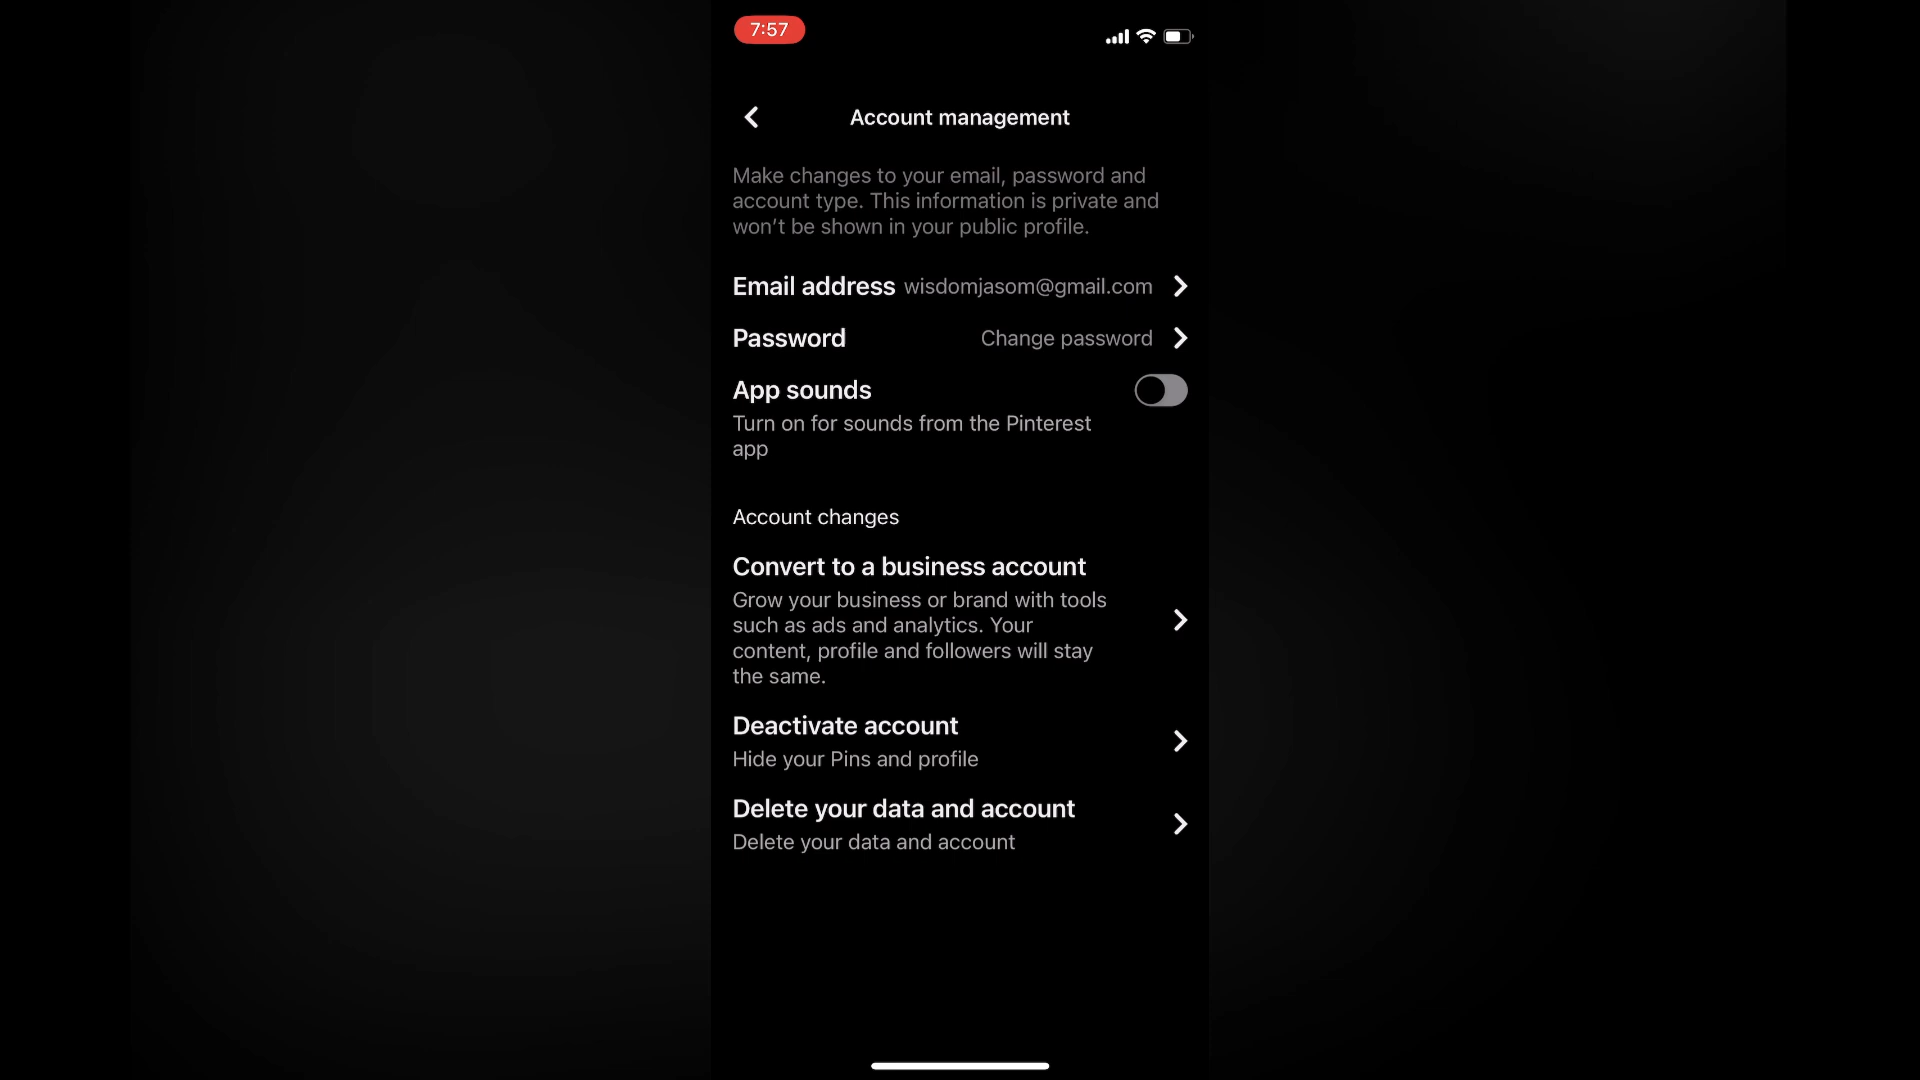 7:57
Account management
Make changes to your email, password and
account type. This information is private and
won’t be shown in your public profile.
Email address wisdomjasom@gmail.com
Password Change password
App sounds
Turn on for sounds from the Pinterest
app
Account changes
Convert to a business account
Grow your business or brand with tools
such as ads and analytics. Your
content, profile and followers will stay
the same.
Deactivate account
Hide your Pins and profile
Delete your data and account
Delete your data and account